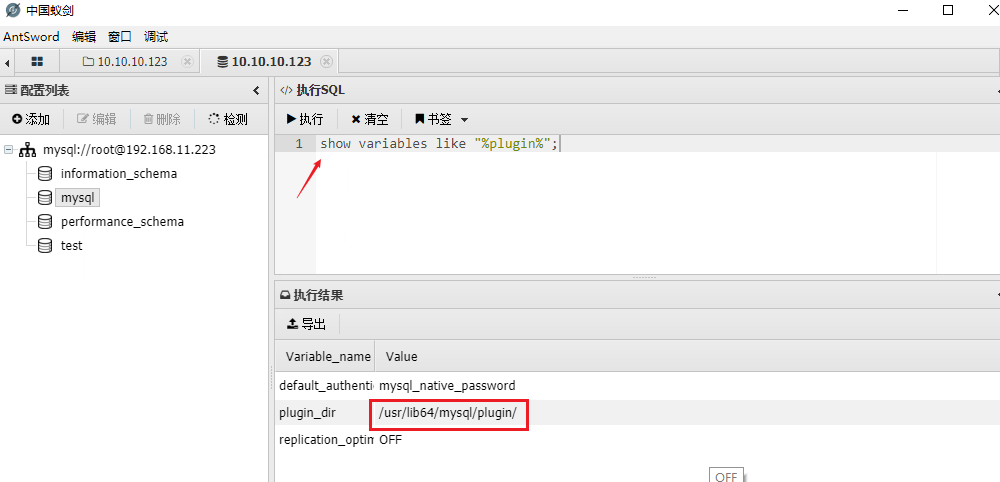 中国蚁剑
AntSword 编辑 窗口 调试
10.10.10.123 10.10.10.123
配置列表
添加 编辑 删除 检测
mysql://root@192.168.11.223
information_schema
mysql
performance_schema
test
</> 执行SQL
执行 清空 书签
1 show variables like "%plugin%";
执行结果
导出
Variable_name Value
default_authenti mysql_native_password
plugin_dir /usr/lib64/mysql/plugin/
replication_optim OFF
OFF